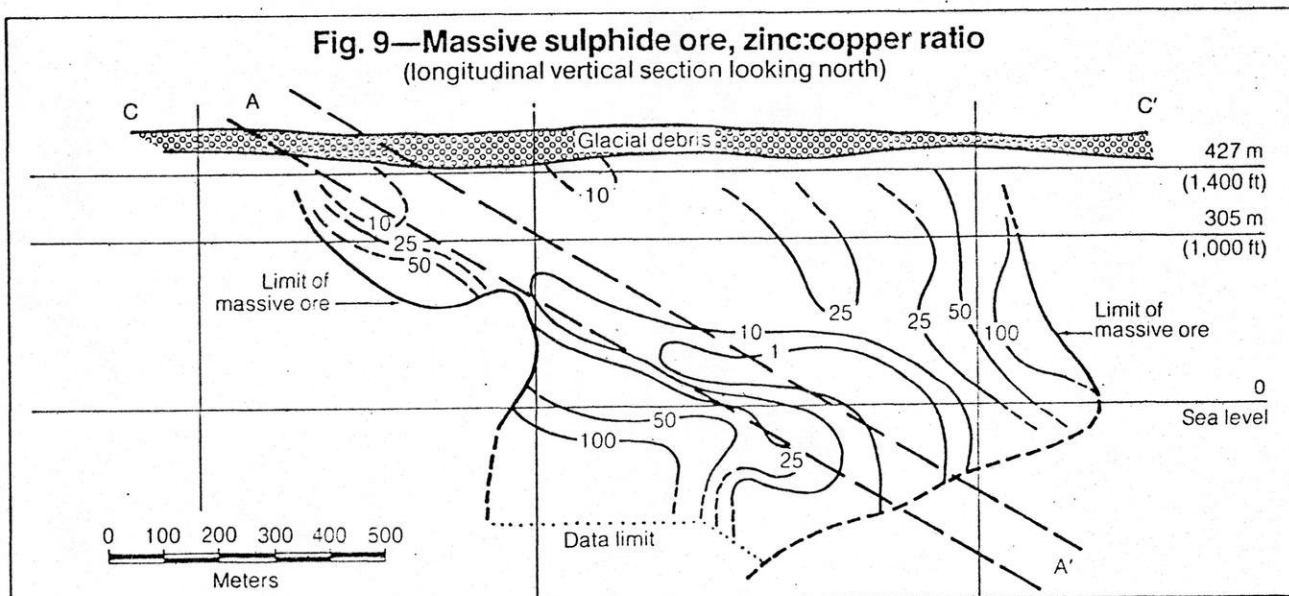 Fig. 9—Massive sulphide ore, zinc:copper ratio
(longitudinal vertical section looking north)
C
A
C'
Glacial debris
427 m
(1,400 ft)
10
10
305 m
(1,000 ft)
25
50
Limit of
massive ore
25
25
50
100
Limit of
massive ore
10
1
0
Sea level
50
100
25
Data limit
0 100 200 300 400 500
Meters
A'